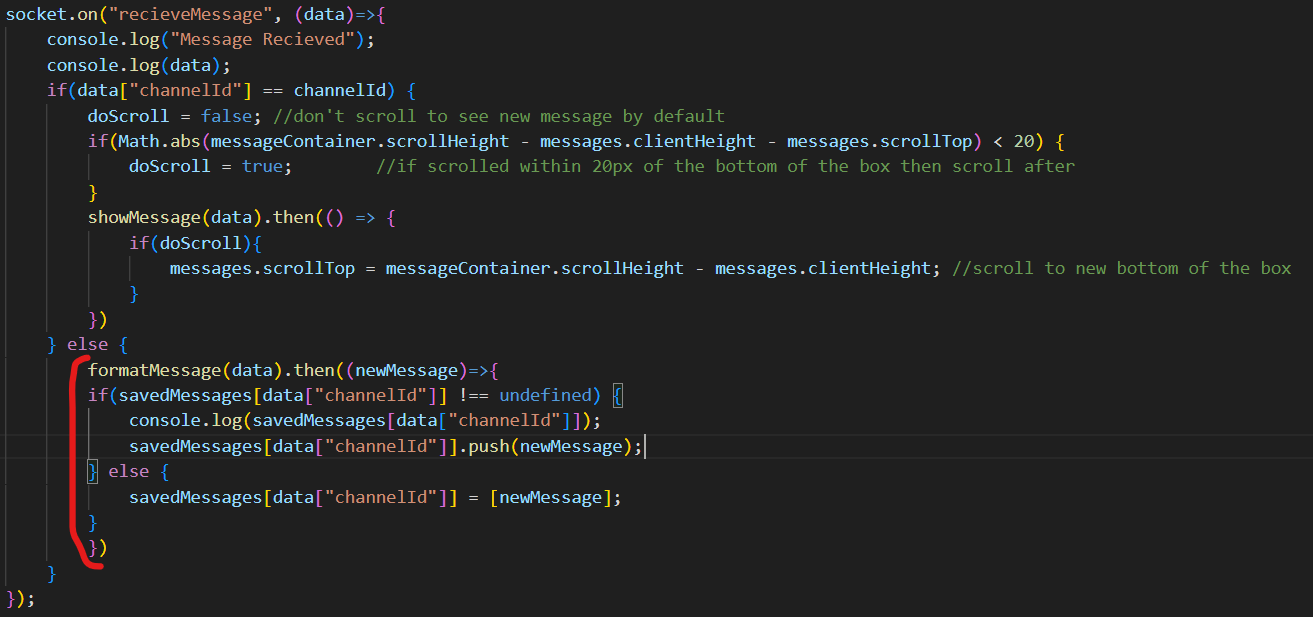 socket.on("recieveMessage", (data)=>{
console.log("Message Recieved");
console.log(data);
if(data["channelId"] == channelId) {
doScroll = false; //don't scroll to see new message by default
if(Math.abs(messageContainer.scrollHeight - messages.clientHeight - messages.scrollTop) < 20) {
doScroll = true; //if scrolled within 20px of the bottom of the box then scroll after
}
showMessage(data).then(() => {
if(doScroll){
messages.scrollTop = messageContainer.scrollHeight - messages.clientHeight; //scroll to new bottom of the box
}
})
} else {
formatMessage(data).then((newMessage)=>{
if(savedMessages[data["channelId"]] !== undefined) {
console.log(savedMessages[data["channelId"]]);
savedMessages[data["channelId"]].push(newMessage);
} else {
savedMessages[data["channelId"]] = [newMessage];
}
})
}
});